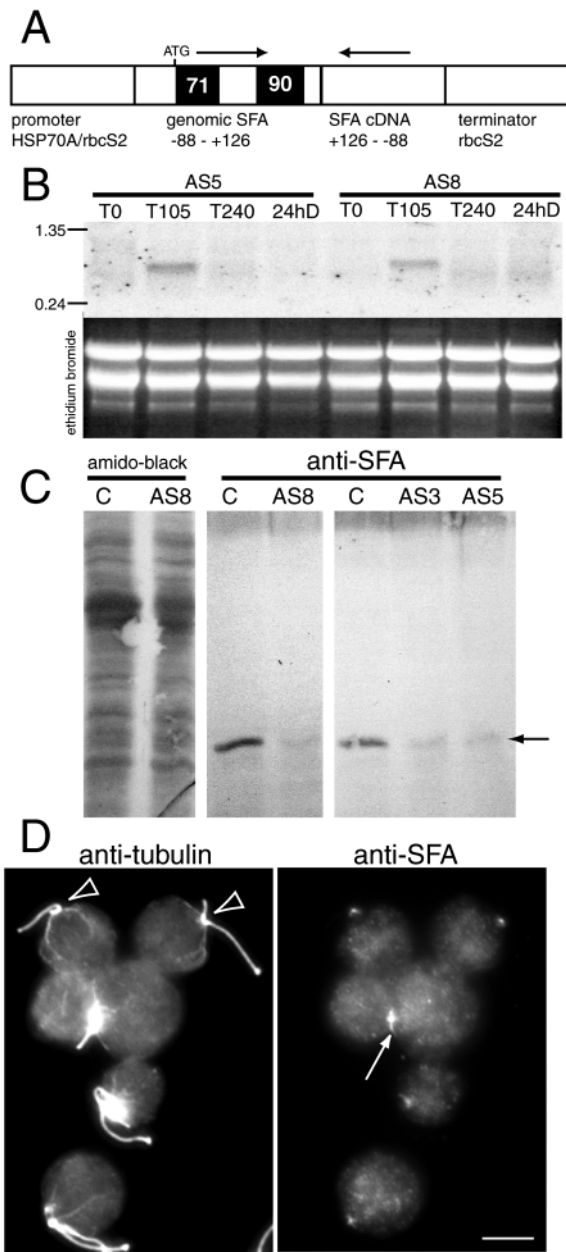 A
ATG
71 90
promoter genomic SFA SFA cDNA terminator
HSP70A/rbcS2 -88 - +126 +126 - -88 rbcS2
B
AS5 AS8
T0 T105 T240 24hD T0 T105 T240 24hD
1.35
0.24
ethidium bromide
C
amido-black anti-SFA
C AS8 C AS8 C AS3 AS5
D
anti-tubulin anti-SFA